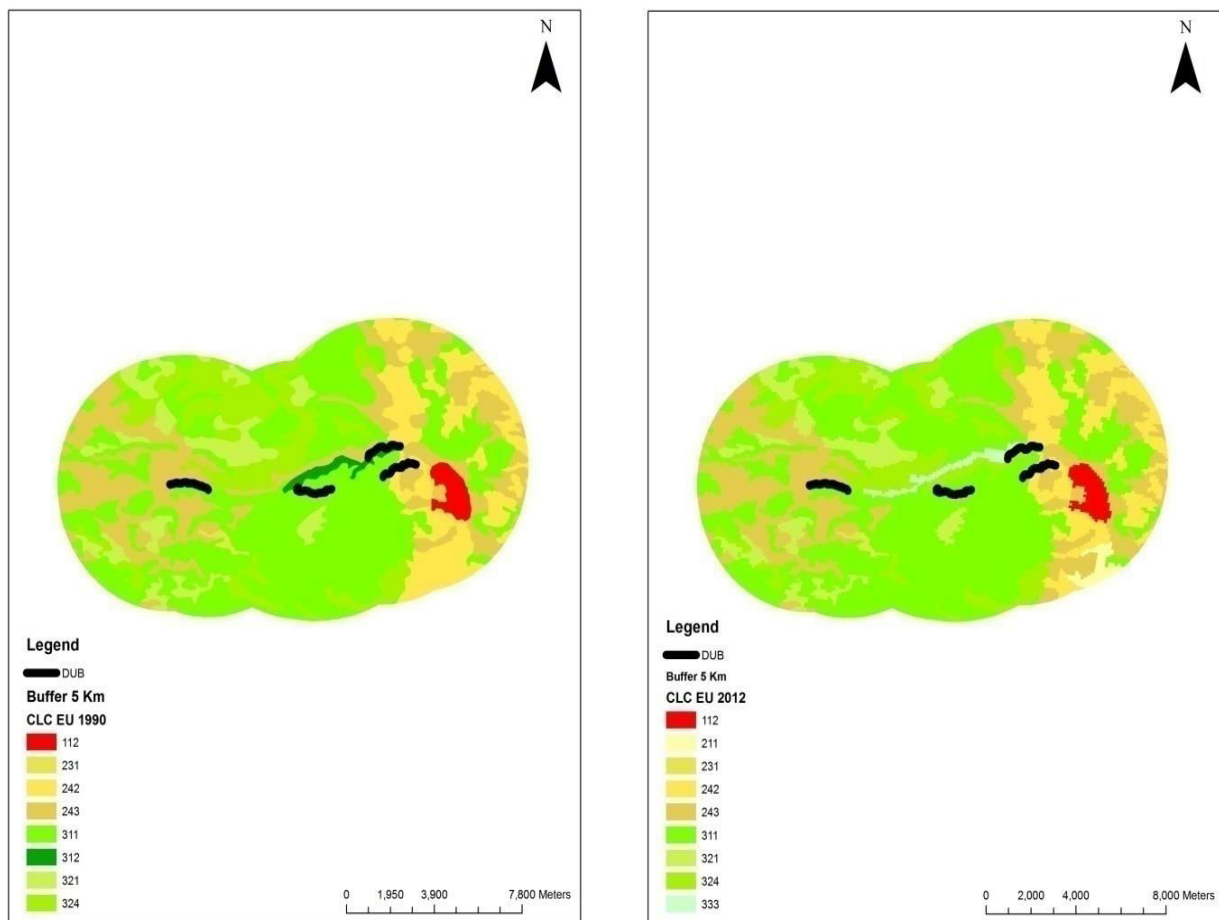 N
Legend
DUB
Buffer 5 Km
CLC EU 1990
112
231
242
243
311
312
321
324
0 1,950 3,900 7,800 Meters
N
Legend
DUB
Buffer 5 Km
CLC EU 2012
112
211
231
242
243
311
321
324
333
0 2,000 4,000 8,000 Meters